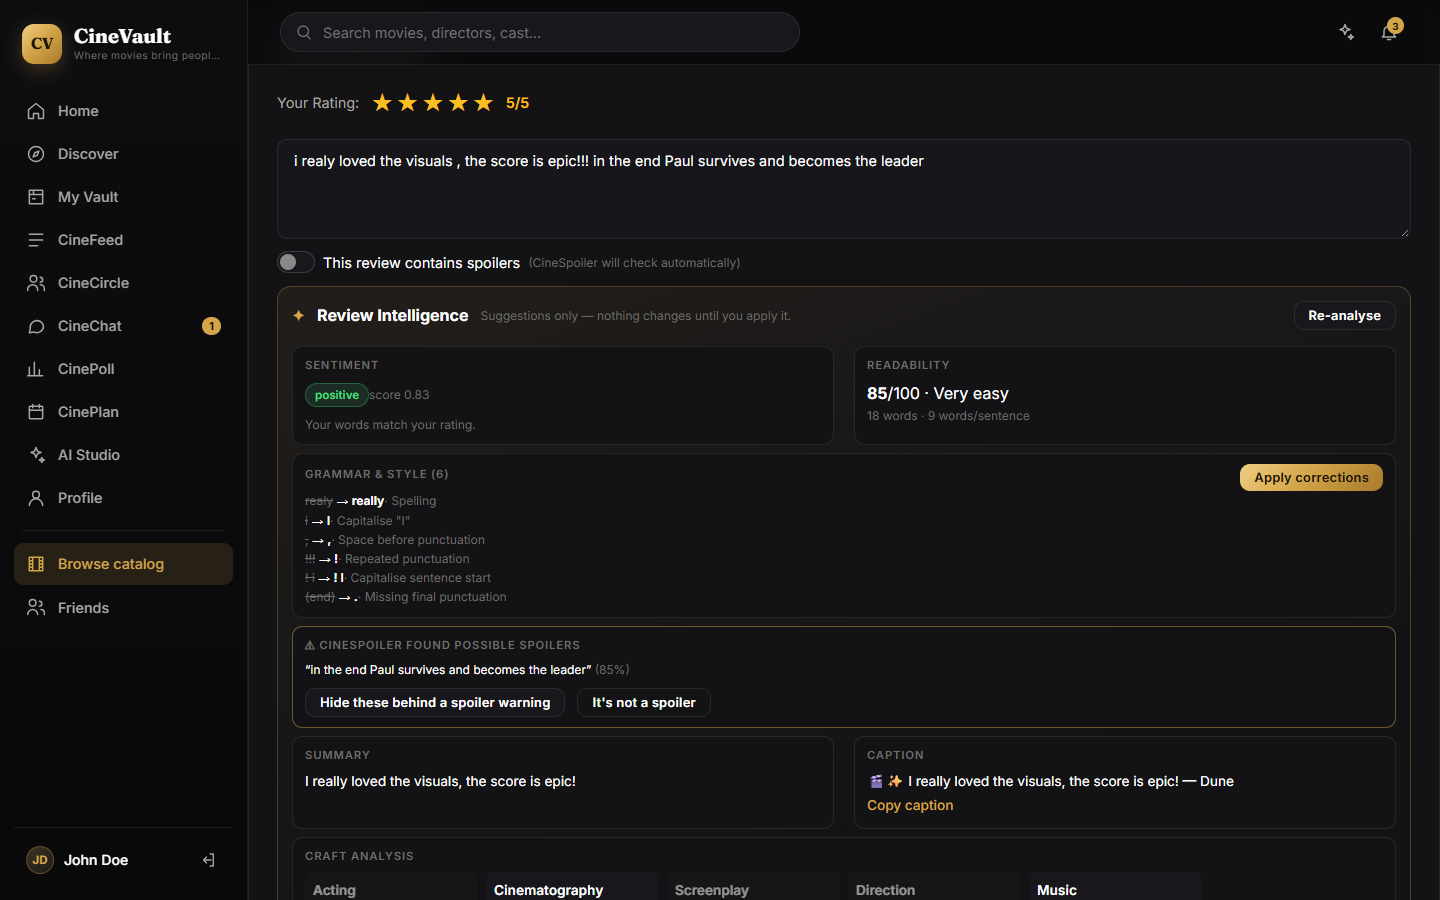 CV
CineVault
Where movies bring peopl...
Search movies, directors, cast...
3
Home
Discover
My Vault
CineFeed
CineCircle
CineChat
1
CinePoll
CinePlan
AI Studio
Profile
Browse catalog
Friends
JD
John Doe
Your Rating: ★★★★★ 5/5
i realy loved the visuals , the score is epic!!! in the end Paul survives and becomes the leader
This review contains spoilers (CineSpoiler will check automatically)
Review Intelligence Suggestions only — nothing changes until you apply it.
Re-analyse
SENTIMENT
positive score 0.83
Your words match your rating.
READABILITY
85/100 · Very easy
18 words · 9 words/sentence
GRAMMAR & STYLE (6)
Apply corrections
realy → really · Spelling
i → I · Capitalise "I"
, → , · Space before punctuation
!!! → ! · Repeated punctuation
! i → ! I · Capitalise sentence start
(end) → . · Missing final punctuation
⚠ CINESPOILER FOUND POSSIBLE SPOILERS
“in the end Paul survives and becomes the leader” (85%)
Hide these behind a spoiler warning
It's not a spoiler
SUMMARY
I really loved the visuals, the score is epic!
CAPTION
🎬✨ I really loved the visuals, the score is epic! — Dune
Copy caption
CRAFT ANALYSIS
Acting
Cinematography
Screenplay
Direction
Music